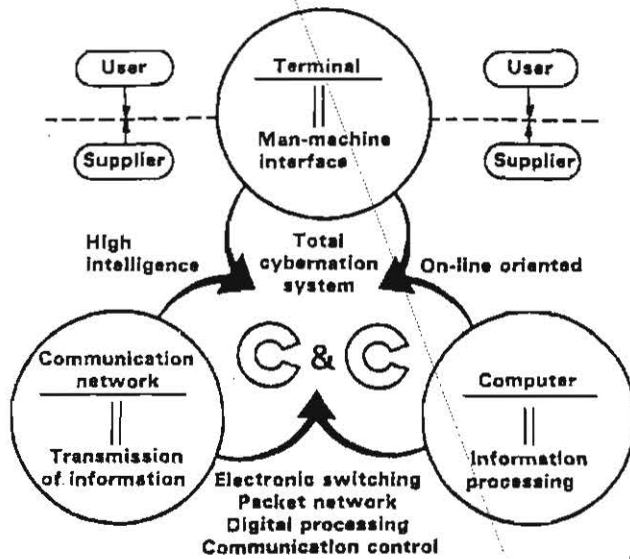 User
Supplier
Terminal
Man-machine
interface
User
Supplier
High
intelligence
Total
cybernation
system
On-line oriented
C & C
Communication
network
Transmission
of information
Computer
Information
processing
Electronic switching
Packet network
Digital processing
Communication control